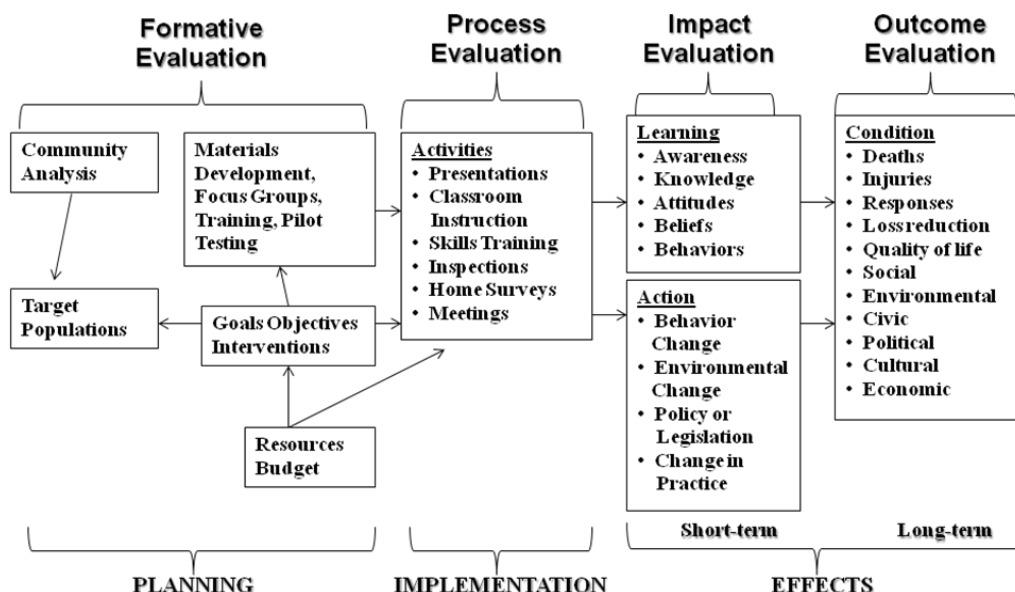 Formative
Evaluation
Process
Evaluation
Impact
Evaluation
Outcome
Evaluation
Community
Analysis
Materials
Development,
Focus Groups,
Training, Pilot
Testing
Target
Populations
Goals Objectives
Interventions
Resources
Budget
Activities
• Presentations
• Classroom
Instruction
• Skills Training
• Inspections
• Home Surveys
• Meetings
Learning
• Awareness
• Knowledge
• Attitudes
• Beliefs
• Behaviors
Action
• Behavior
Change
• Environmental
Change
• Policy or
Legislation
• Change in
Practice
Condition
• Deaths
• Injuries
• Responses
• Loss reduction
• Quality of life
• Social
• Environmental
• Civic
• Political
• Cultural
• Economic
Short-term
Long-term
PLANNING
IMPLEMENTATION
EFFECTS